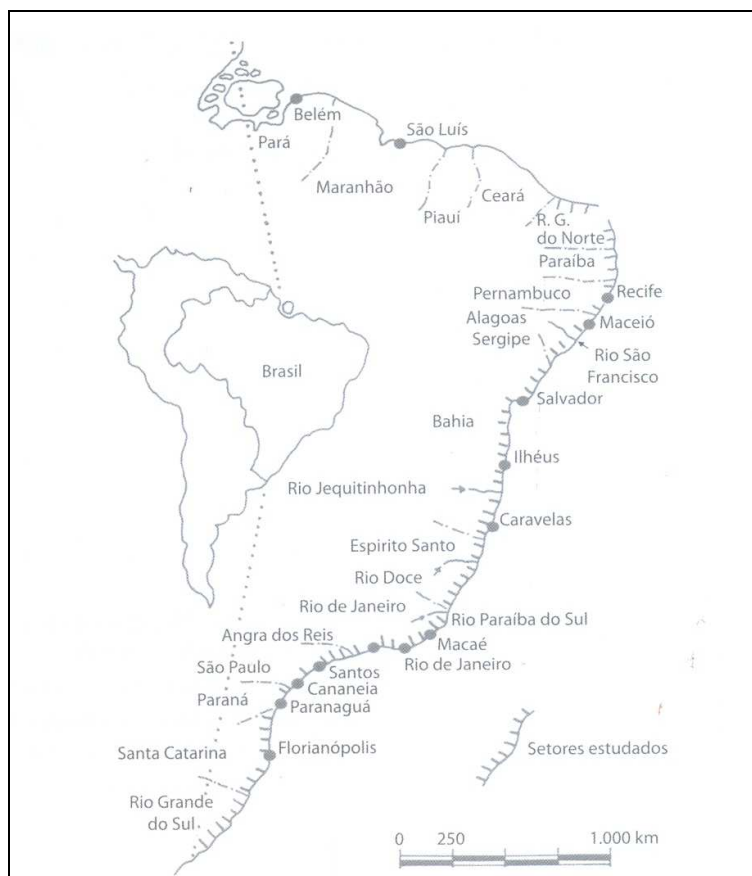 Belém
São Luís
Pará
Maranhão
Ceará
Piauí
R. G.
do Norte
Paraíba
Pernambuco
Recife
Alagoas
Maceió
Sergipe
Rio São
Francisco
Brasil
Salvador
Bahia
Ilhéus
Rio Jequitinhonha
Caravelas
Espirito Santo
Rio Doce
Rio de Janeiro
Rio Paraíba do Sul
Angra dos Reis
Macaé
Rio de Janeiro
São Paulo
Santos
Cananeia
Paraná
Paranaguá
Santa Catarina
Florianópolis
Setores estudados
Rio Grande
do Sul
0 250 1.000 km